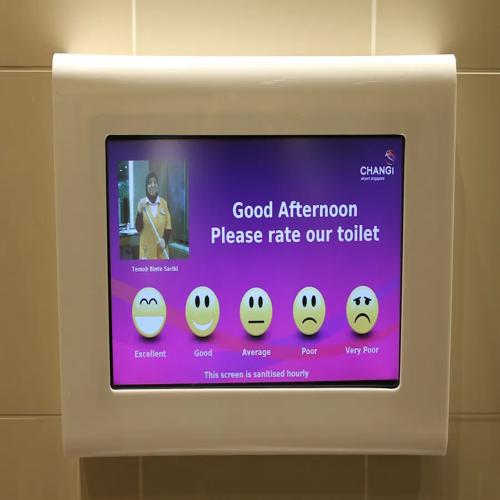 CHANGI
airport singapore
Good Afternoon
Please rate our toilet
Temoh Binte Sariki
Excellent
Good
Average
Poor
Very Poor
This screen is sanitised hourly